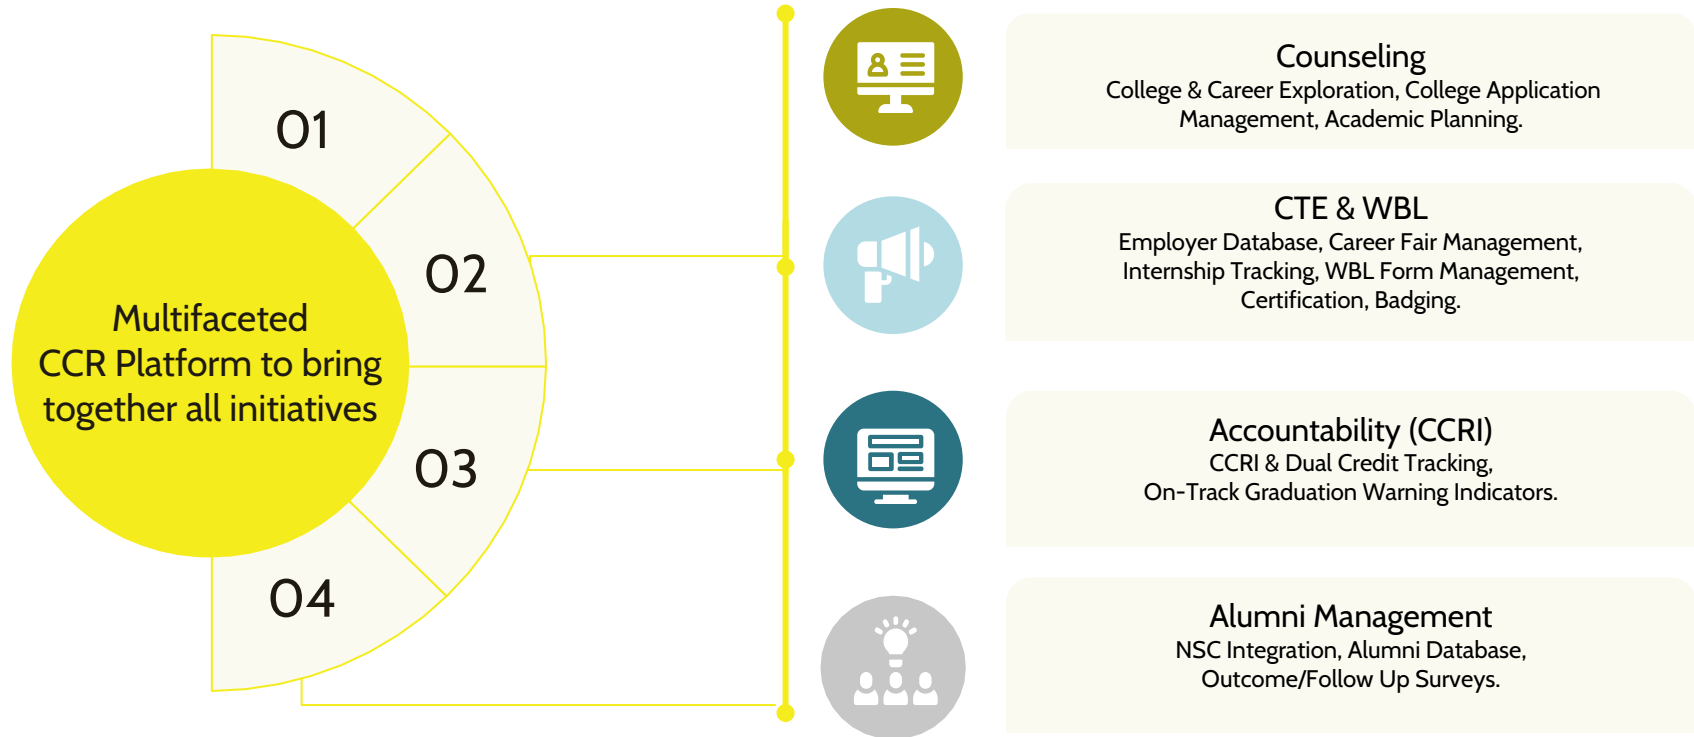 01
02
03
04
Multifaceted
CCR Platform to bring
together all initiatives
Counseling
College & Career Exploration, College Application
Management, Academic Planning.
CTE & WBL
Employer Database, Career Fair Management,
Internship Tracking, WBL Form Management,
Certification, Badging.
Accountability (CCRI)
CCRI & Dual Credit Tracking,
On-Track Graduation Warning Indicators.
Alumni Management
NSC Integration, Alumni Database,
Outcome/Follow Up Surveys.